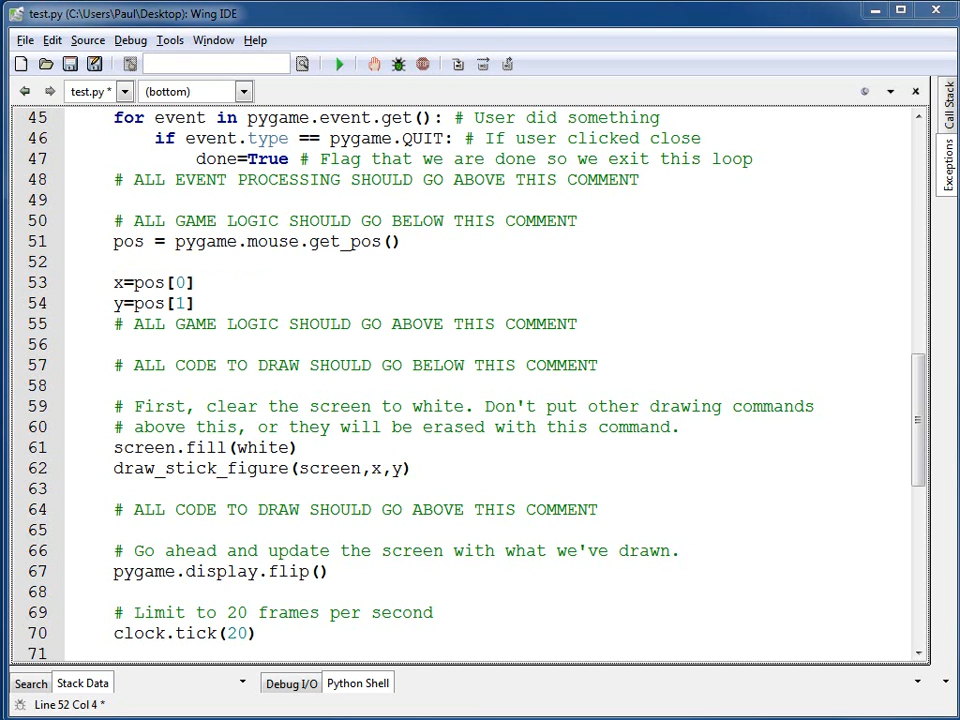 test.py (C:\Users\Paul\Desktop): Wing IDE
File Edit Source Debug Tools Window Help
test.py * (bottom)
Call Stack
Exceptions
45 for event in pygame.event.get(): # User did something
46 if event.type == pygame.QUIT: # If user clicked close
47 done=True # Flag that we are done so we exit this loop
48 # ALL EVENT PROCESSING SHOULD GO ABOVE THIS COMMENT
49
50 # ALL GAME LOGIC SHOULD GO BELOW THIS COMMENT
51 pos = pygame.mouse.get_pos()
52
53 x=pos[0]
54 y=pos[1]
55 # ALL GAME LOGIC SHOULD GO ABOVE THIS COMMENT
56
57 # ALL CODE TO DRAW SHOULD GO BELOW THIS COMMENT
58
59 # First, clear the screen to white. Don't put other drawing commands
60 # above this, or they will be erased with this command.
61 screen.fill(white)
62 draw_stick_figure(screen,x,y)
63
64 # ALL CODE TO DRAW SHOULD GO ABOVE THIS COMMENT
65
66 # Go ahead and update the screen with what we've drawn.
67 pygame.display.flip()
68
69 # Limit to 20 frames per second
70 clock.tick(20)
71
Search Stack Data Debug I/O Python Shell
Line 52 Col 4 *